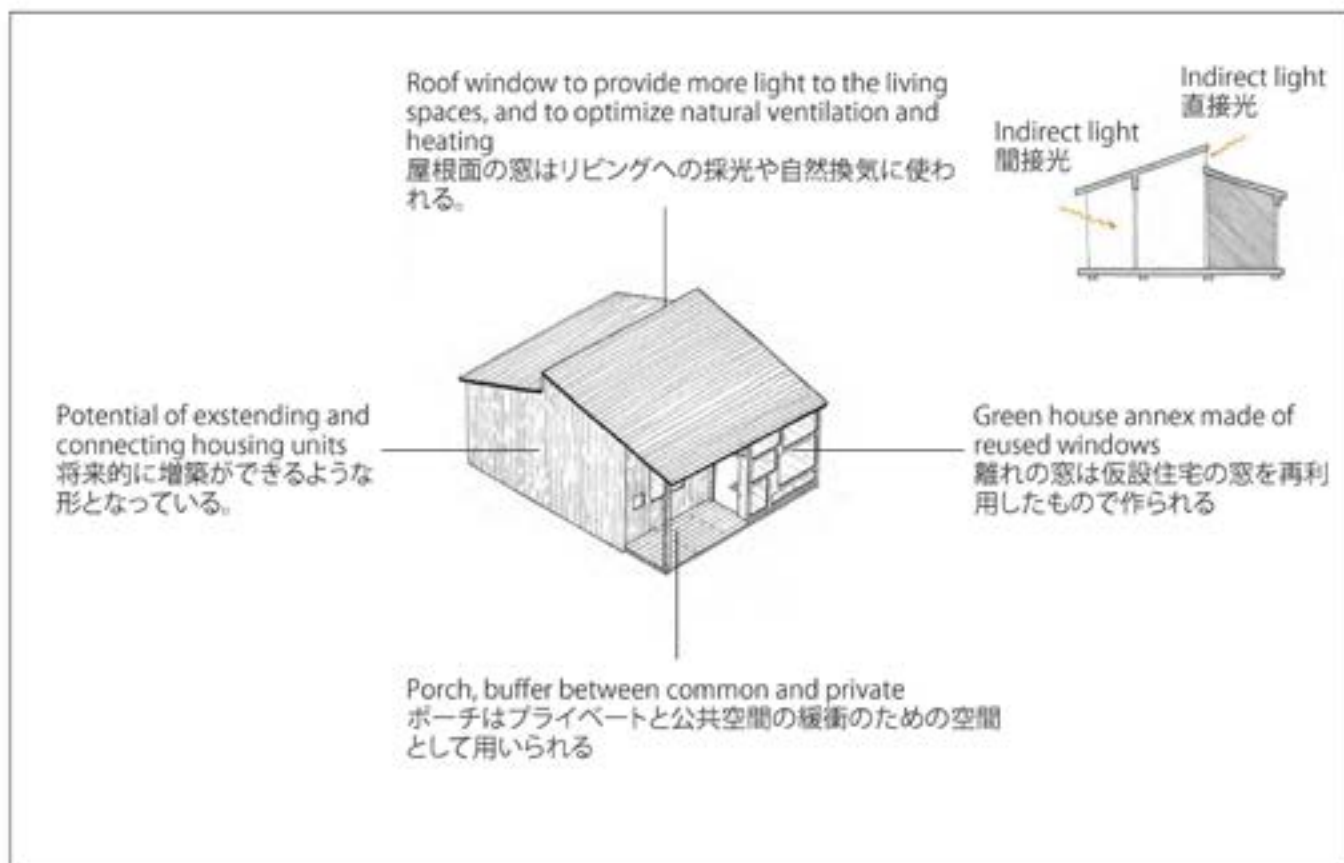 Roof window to provide more light to the living
spaces, and to optimize natural ventilation and
heating
屋根面の窓はリビングへの採光や自然換気に使わ
れる。
Indirect light
直接光
Indirect light
間接光
Potential of exstending and
connecting housing units
将来的に増築ができるような
形となっている。
Green house annex made of
reused windows
離れの窓は仮設住宅の窓を再利
用したもので作られる
Porch, buffer between common and private
ポーチはプライベートと公共空間の緩衝のための空間
として用いられる